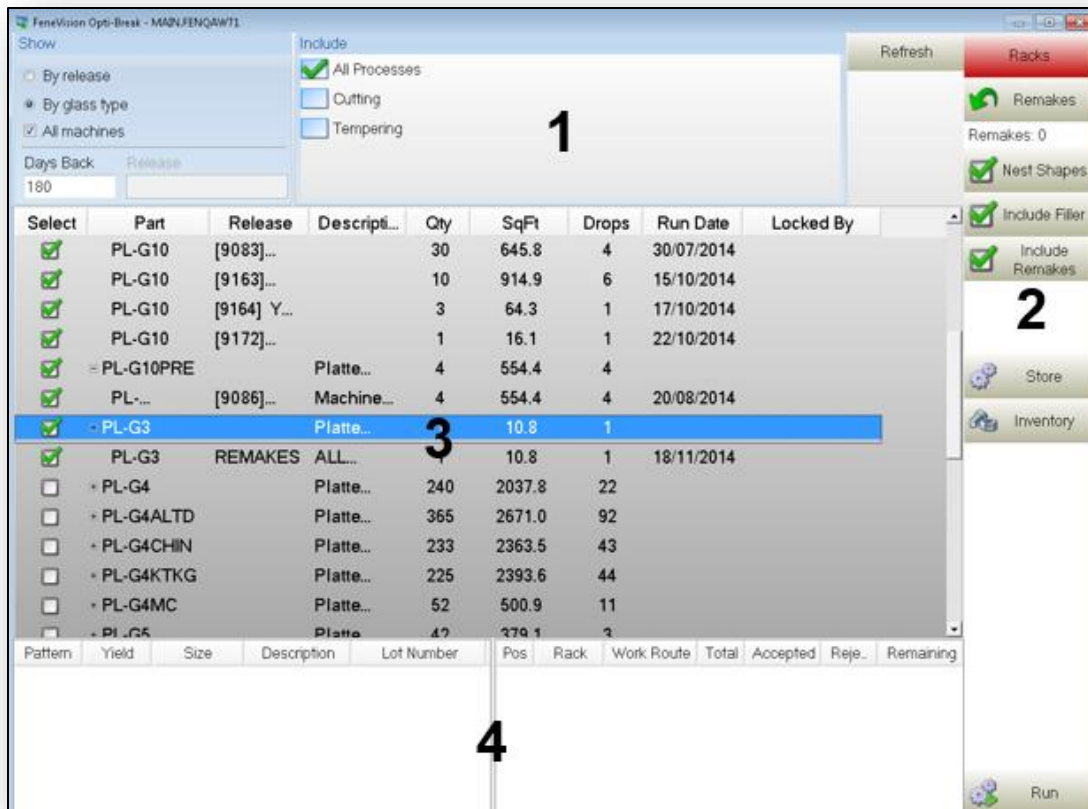 FeneVision Opti-Break - MAIN.FENQAW71
Show
Include
Refresh
Racks
By release
By glass type
All machines
Days Back Release
180
All Processes
Cutting
Tempering
1
Remakes
Remakes: 0
Nest Shapes
Include Filler
Include
Remakes
2
Store
Inventory
Select Part Release Descripti... Qty SqFt Drops Run Date Locked By
PL-G10 [9083]... 30 645.8 4 30/07/2014
PL-G10 [9163]... 10 914.9 6 15/10/2014
PL-G10 [9164] Y... 3 64.3 1 17/10/2014
PL-G10 [9172]... 1 16.1 1 22/10/2014
PL-G10PRE Platte... 4 554.4 4
PL-... [9086]... Machine... 4 554.4 20/08/2014
PL-G3 Platte... 10.8 1
3
PL-G3 REMAKES ALL... 10.8 1 18/11/2014
PL-G4 Platte... 240 2037.8 22
PL-G4ALTD Platte... 365 2671.0 92
PL-G4CHIN Platte... 233 2363.5 43
PL-G4KTKG Platte... 225 2393.6 44
PL-G4MC Platte... 52 500.9 11
PL-G5 Platte 42 379.1 3
Pattern Yield Size Description Lot Number
Pos Rack Work Route Total Accepted Reje.. Remaining
4
Run